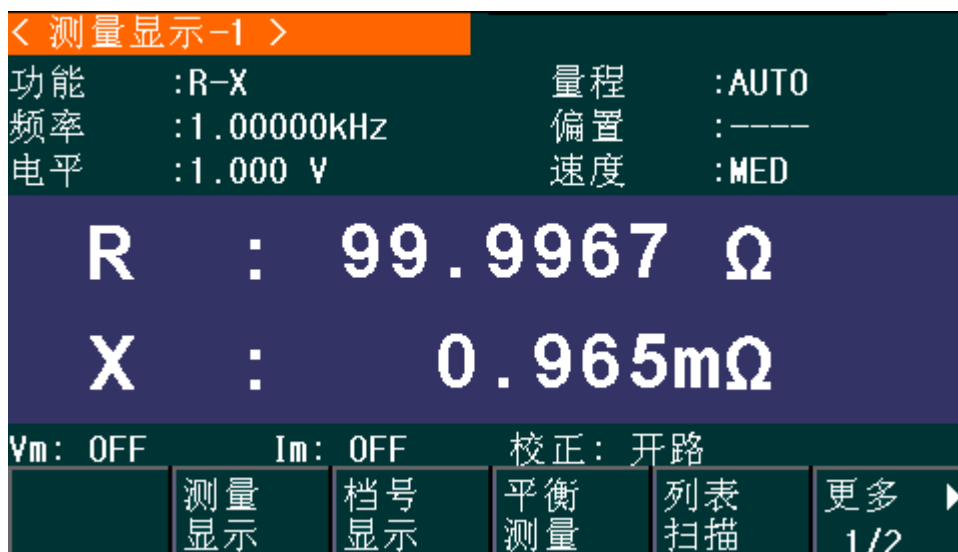 < 测量显示-1 >
功能 :R-X 量程 :AUTO
频率 :1.00000kHz 偏置 :----
电平 :1.000 V 速度 :MED
R : 99.9967 Ω
X : 0.965mΩ
Vm: OFF Im: OFF 校正: 开路
测量 档号 平衡 列表 更多
显示 显示 测量 扫描 1/2